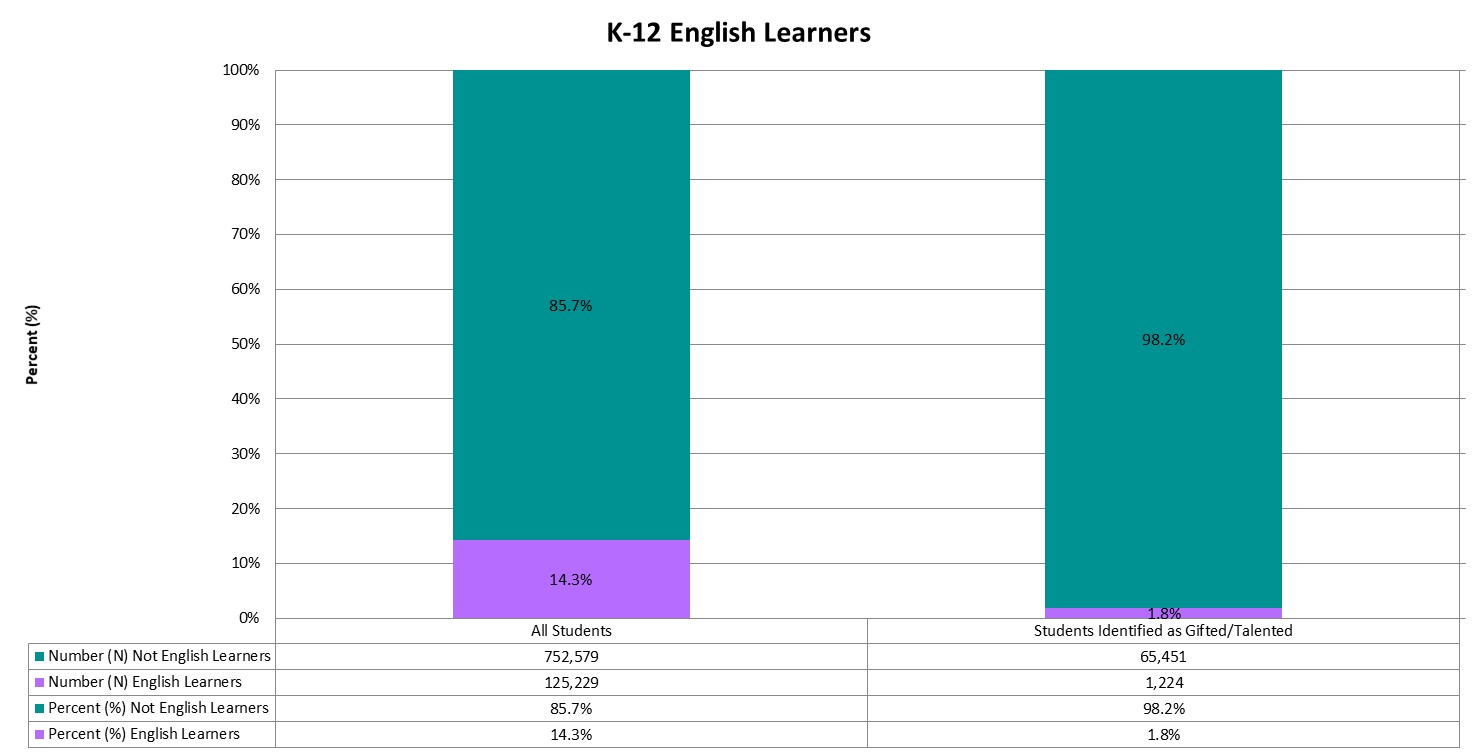 K-12 English Learners
Percent (%)
100%
90%
80%
70%
60%
50%
40%
30%
20%
10%
0%
85.7%
98.2%
14.3%
1.8%
All Students Students Identified as Gifted/Talented
Number (N) Not English Learners 752,579 65,451
Number (N) English Learners 125,229 1,224
Percent (%) Not English Learners 85.7% 98.2%
Percent (%) English Learners 14.3% 1.8%